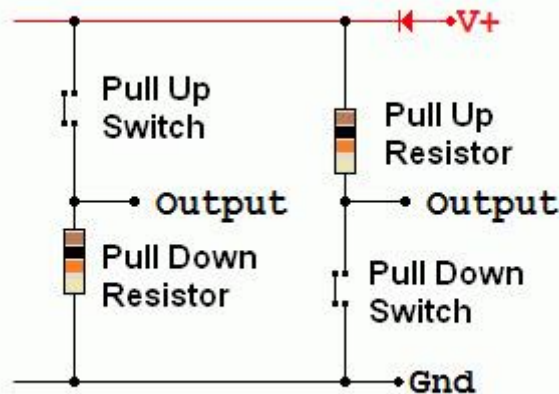 V+
Pull Up
Switch
Pull Up
Resistor
Output
Output
Pull Down
Resistor
Pull Down
Switch
Gnd